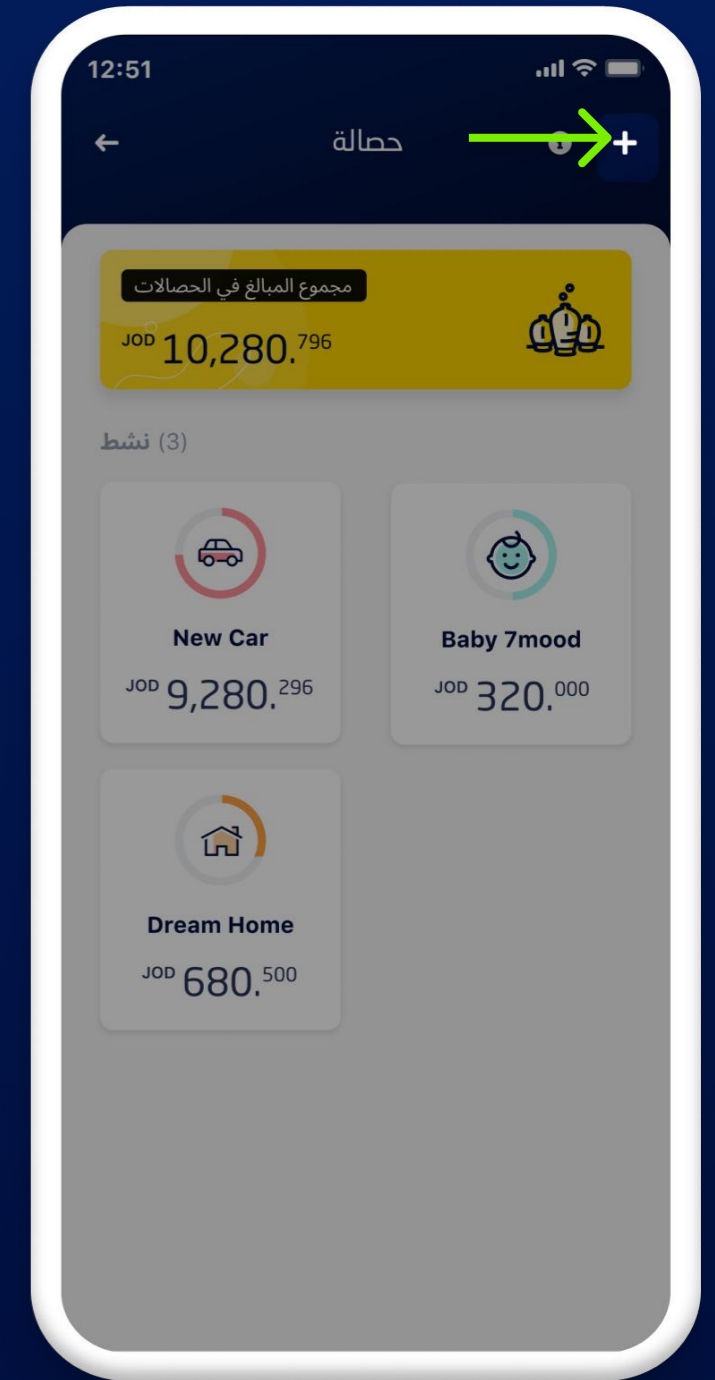 12:51
حصالة
مجموع المبالغ في الحصالات
JOD 10,280.796
نشط (3)
New Car
JOD 9,280.296
Baby 7mood
JOD 320.000
Dream Home
JOD 680.500